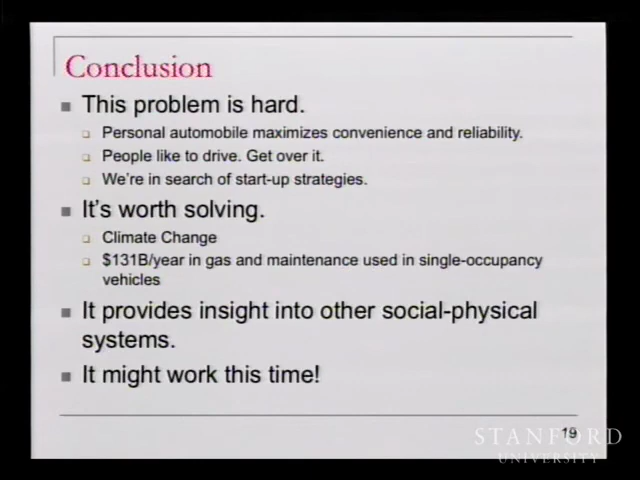 Conclusion
This problem is hard.
Personal automobile maximizes convenience and reliability.
People like to drive. Get over it.
We're in search of start-up strategies.
It's worth solving.
Climate Change
$131B/year in gas and maintenance used in single-occupancy
vehicles
It provides insight into other social-physical
systems.
It might work this time!
19
STANFORD
UNIVERSITY